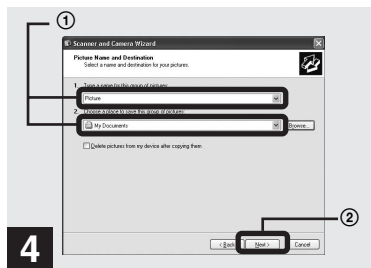 ①
Scanner and Camera Wizard
Picture Name and Destination
Select a name and destination for your pictures.
1. Type a name for this group of pictures:
Picture
2. Choose a place to save this group of pictures:
My Documents
Browse...
Delete pictures from my device after copying them
②
< Back
Next >
Cancel
4